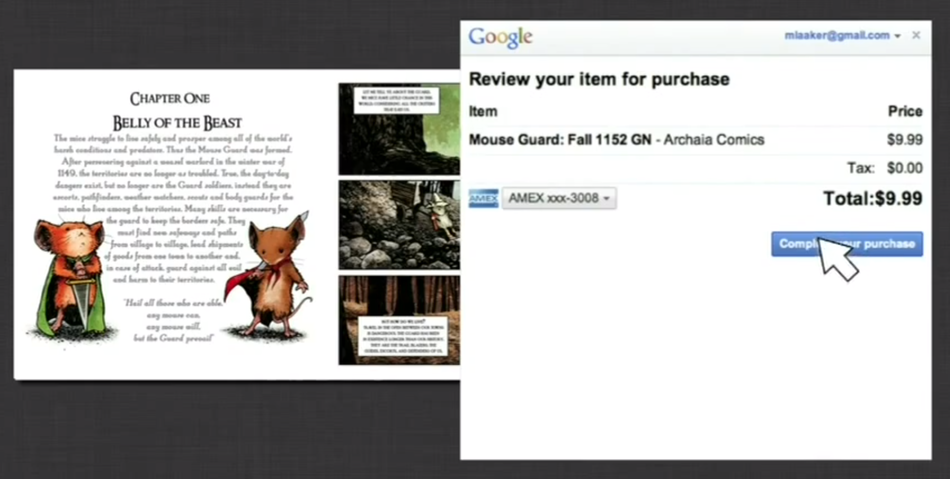 CHAPTER ONE
BELLY OF THE BEAST
The mice struggle to live safely and prosper among all of the world's
harsh conditions and predators. Thus the Mouse Guard was formed.
After persevering against a weasel warlord in the winter war of
1149, the territories are no longer as troubled. True, the day-to-day
dangers exist, but no longer are the Guard soldiers, instead they are
escorts, pathfinders, weather watchers, scouts and body guards for the
mice who live among the territories. Many skills are necessary for
the guard to keep the borders safe. They
must find new safeways and paths
from village to village, lead shipments
of goods from one town to another and,
in case of attack, guard against all evil
and harm to their territories.
"Hail all those who are able,
any mouse can,
any mouse will,
but the Guard prevail"
Google
mlaaker@gmail.com
Review your item for purchase
Item Price
Mouse Guard: Fall 1152 GN - Archaia Comics $9.99
Tax: $0.00
AMEX AMEX xxx-3008 Total:$9.99
purchase